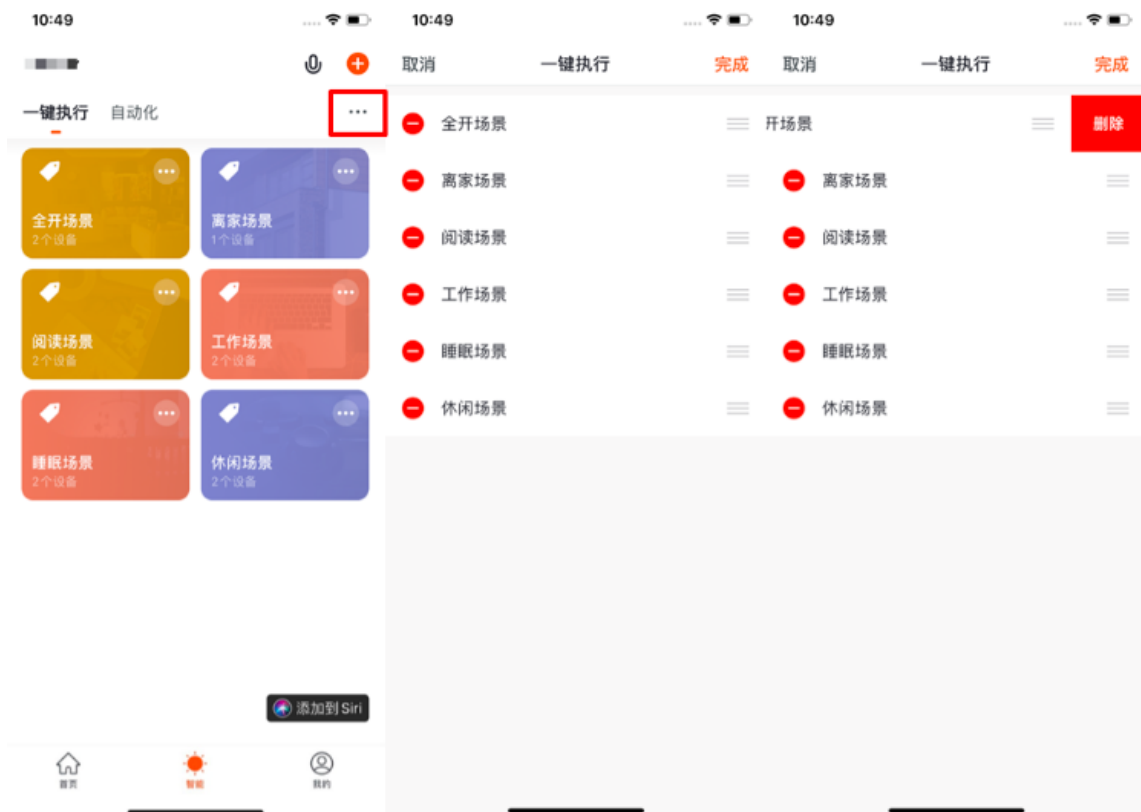 10:49
一键执行 自动化
全开场景
2个设备
离家场景
1个设备
阅读场景
2个设备
工作场景
2个设备
睡眠场景
2个设备
休闲场景
2个设备
添加到 Siri
首页
智能
我的
10:49
取消 一键执行 完成
全开场景
离家场景
阅读场景
工作场景
睡眠场景
休闲场景
10:49
取消 一键执行 完成
开场景 删除
离家场景
阅读场景
工作场景
睡眠场景
休闲场景